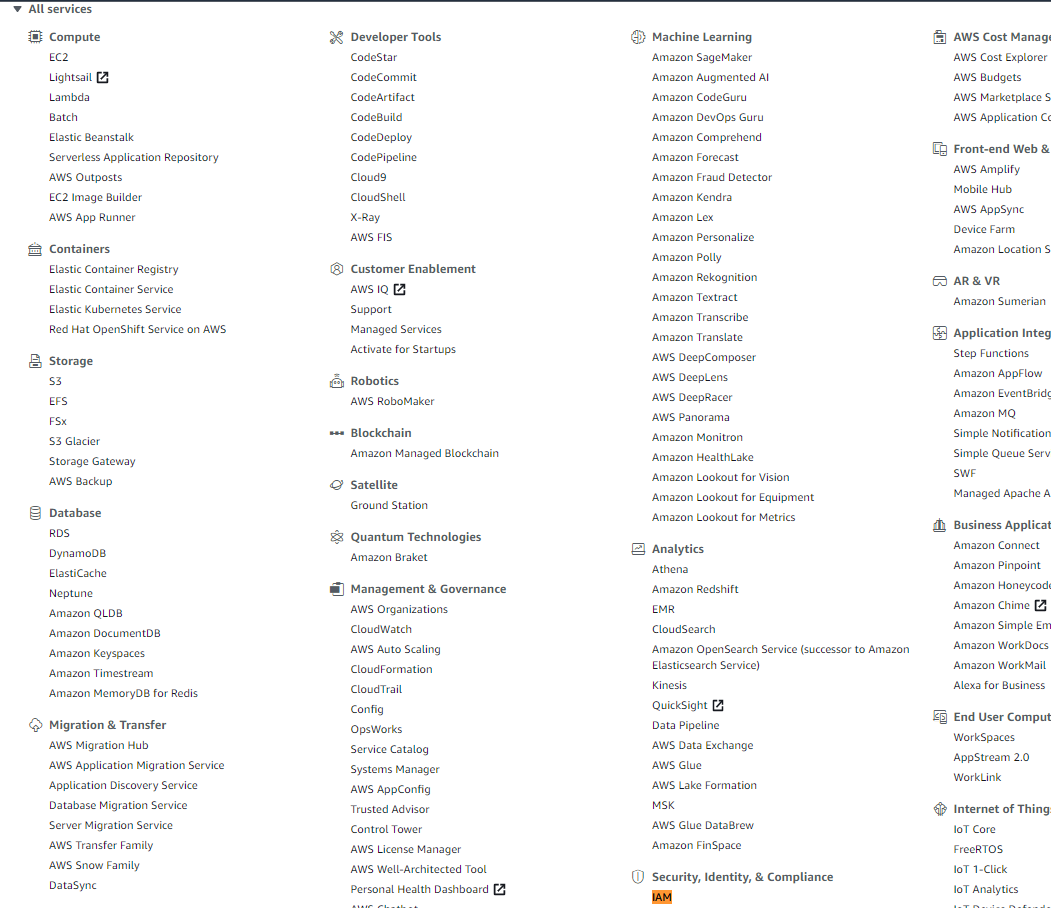 All services
Compute
EC2
Lightsail
Lambda
Batch
Elastic Beanstalk
Serverless Application Repository
AWS Outposts
EC2 Image Builder
AWS App Runner
Containers
Elastic Container Registry
Elastic Container Service
Elastic Kubernetes Service
Red Hat OpenShift Service on AWS
Storage
S3
EFS
FSx
S3 Glacier
Storage Gateway
AWS Backup
Database
RDS
DynamoDB
ElastiCache
Neptune
Amazon QLDB
Amazon DocumentDB
Amazon Keyspaces
Amazon Timestream
Amazon MemoryDB for Redis
Migration & Transfer
AWS Migration Hub
AWS Application Migration Service
Application Discovery Service
Database Migration Service
Server Migration Service
AWS Transfer Family
AWS Snow Family
DataSync
Developer Tools
CodeStar
CodeCommit
CodeArtifact
CodeBuild
CodeDeploy
CodePipeline
Cloud9
CloudShell
X-Ray
AWS FIS
Customer Enablement
AWS IQ
Support
Managed Services
Activate for Startups
Robotics
AWS RoboMaker
Blockchain
Amazon Managed Blockchain
Satellite
Ground Station
Quantum Technologies
Amazon Braket
Management & Governance
AWS Organizations
CloudWatch
AWS Auto Scaling
CloudFormation
CloudTrail
Config
OpsWorks
Service Catalog
Systems Manager
AWS AppConfig
Trusted Advisor
Control Tower
AWS License Manager
AWS Well-Architected Tool
Personal Health Dashboard
AWS Chatbot
Machine Learning
Amazon SageMaker
Amazon Augmented AI
Amazon CodeGuru
Amazon DevOps Guru
Amazon Comprehend
Amazon Forecast
Amazon Fraud Detector
Amazon Kendra
Amazon Lex
Amazon Personalize
Amazon Polly
Amazon Rekognition
Amazon Textract
Amazon Transcribe
Amazon Translate
AWS DeepComposer
AWS DeepLens
AWS DeepRacer
AWS Panorama
Amazon Monitron
Amazon HealthLake
Amazon Lookout for Vision
Amazon Lookout for Equipment
Amazon Lookout for Metrics
Analytics
Athena
Amazon Redshift
EMR
CloudSearch
Amazon OpenSearch Service (successor to Amazon
Elasticsearch Service)
Kinesis
QuickSight
Data Pipeline
AWS Data Exchange
AWS Glue
AWS Lake Formation
MSK
AWS Glue DataBrew
Amazon FinSpace
Security, Identity, & Compliance
IAM
AWS Cost Manage
AWS Cost Explorer
AWS Budgets
AWS Marketplace S
AWS Application Co
Front-end Web &
AWS Amplify
Mobile Hub
AWS AppSync
Device Farm
Amazon Location S
AR & VR
Amazon Sumerian
Application Integ
Step Functions
Amazon AppFlow
Amazon EventBridg
Amazon MQ
Simple Notification
Simple Queue Serv
SWF
Managed Apache A
Business Applicat
Amazon Connect
Amazon Pinpoint
Amazon Honeycode
Amazon Chime
Amazon Simple Em
Amazon WorkDocs
Amazon WorkMail
Alexa for Business
End User Comput
WorkSpaces
AppStream 2.0
WorkLink
Internet of Things
IoT Core
FreeRTOS
IoT 1-Click
IoT Analytics
IoT Device Defende